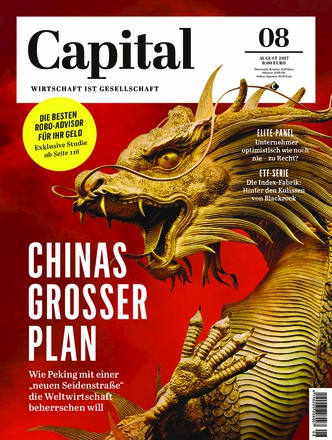 Capital
WIRTSCHAFT IST GESELLSCHAFT
08
AUGUST 2017
8,00 EURO
DIE BESTEN
ROBO-ADVISOR
FÜR IHR GELD
Exklusive Studie
ab Seite 116
ELITE-PANEL
Unternehmer
optimistisch wie noch
nie – zu Recht?
ETF-SERIE
Die Index-Fabrik:
Hinter den Kulissen
von Blackrock
CHINAS
GROSSER
PLAN
Wie Peking mit einer
„neuen Seidenstraße“
die Weltwirtschaft
beherrschen will